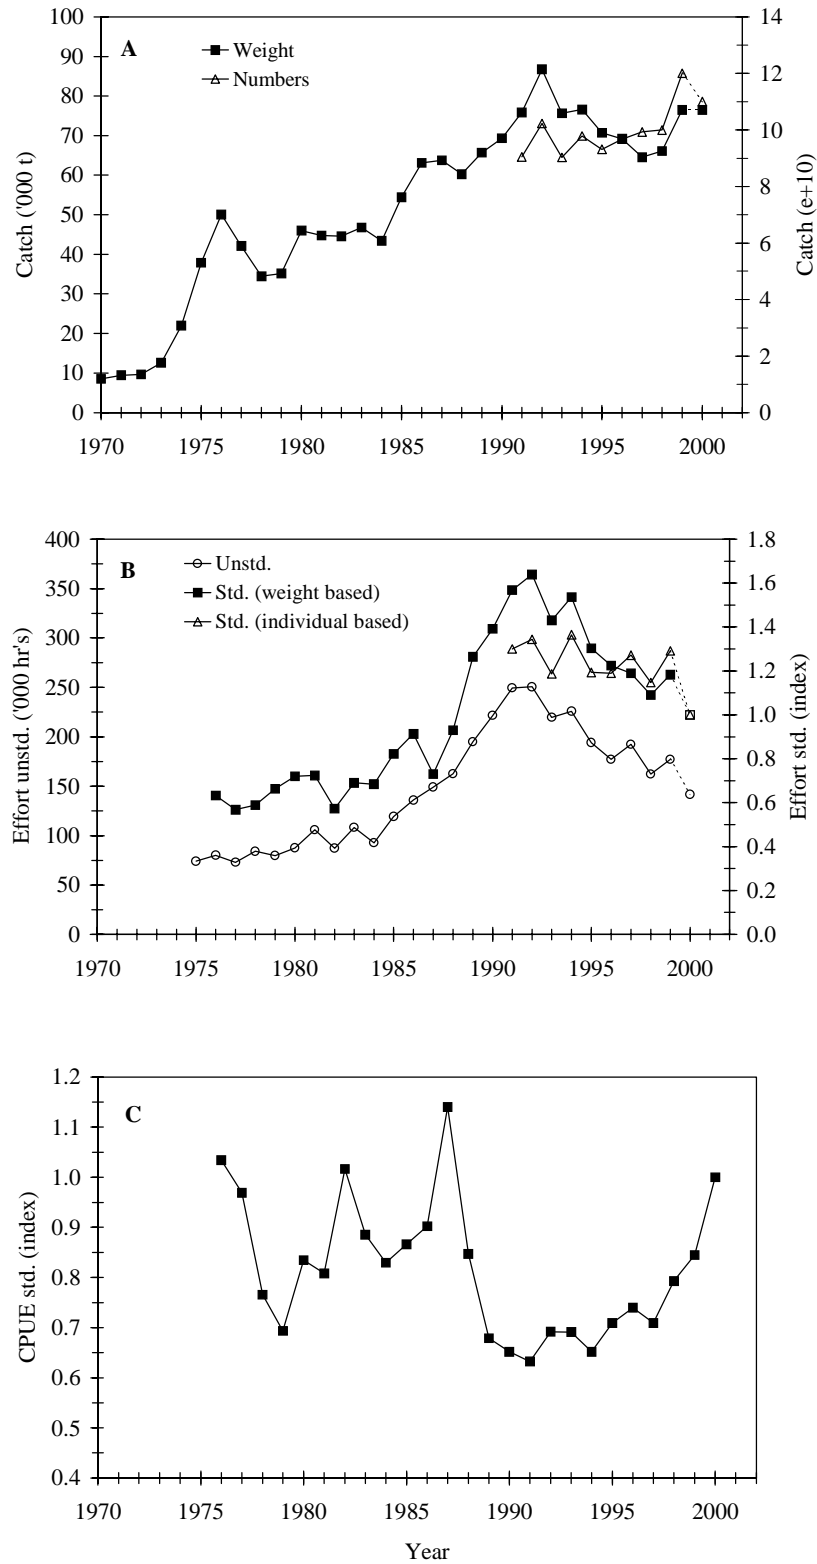 A
Weight
Numbers
100
90
80
70
60
50
40
30
20
10
0
14
12
10
8
6
4
2
0
Catch ('000 t)
Catch (e+10)
1970 1975 1980 1985 1990 1995 2000
B
Unstd.
Std. (weight based)
Std. (individual based)
400
350
300
250
200
150
100
50
0
1.8
1.6
1.4
1.2
1.0
0.8
0.6
0.4
0.2
0.0
Effort unstd. ('000 hr's)
Effort std. (index)
1970 1975 1980 1985 1990 1995 2000
C
1.2
1.1
1.0
0.9
0.8
0.7
0.6
0.5
0.4
CPUE std. (index)
1970 1975 1980 1985 1990 1995 2000
Year